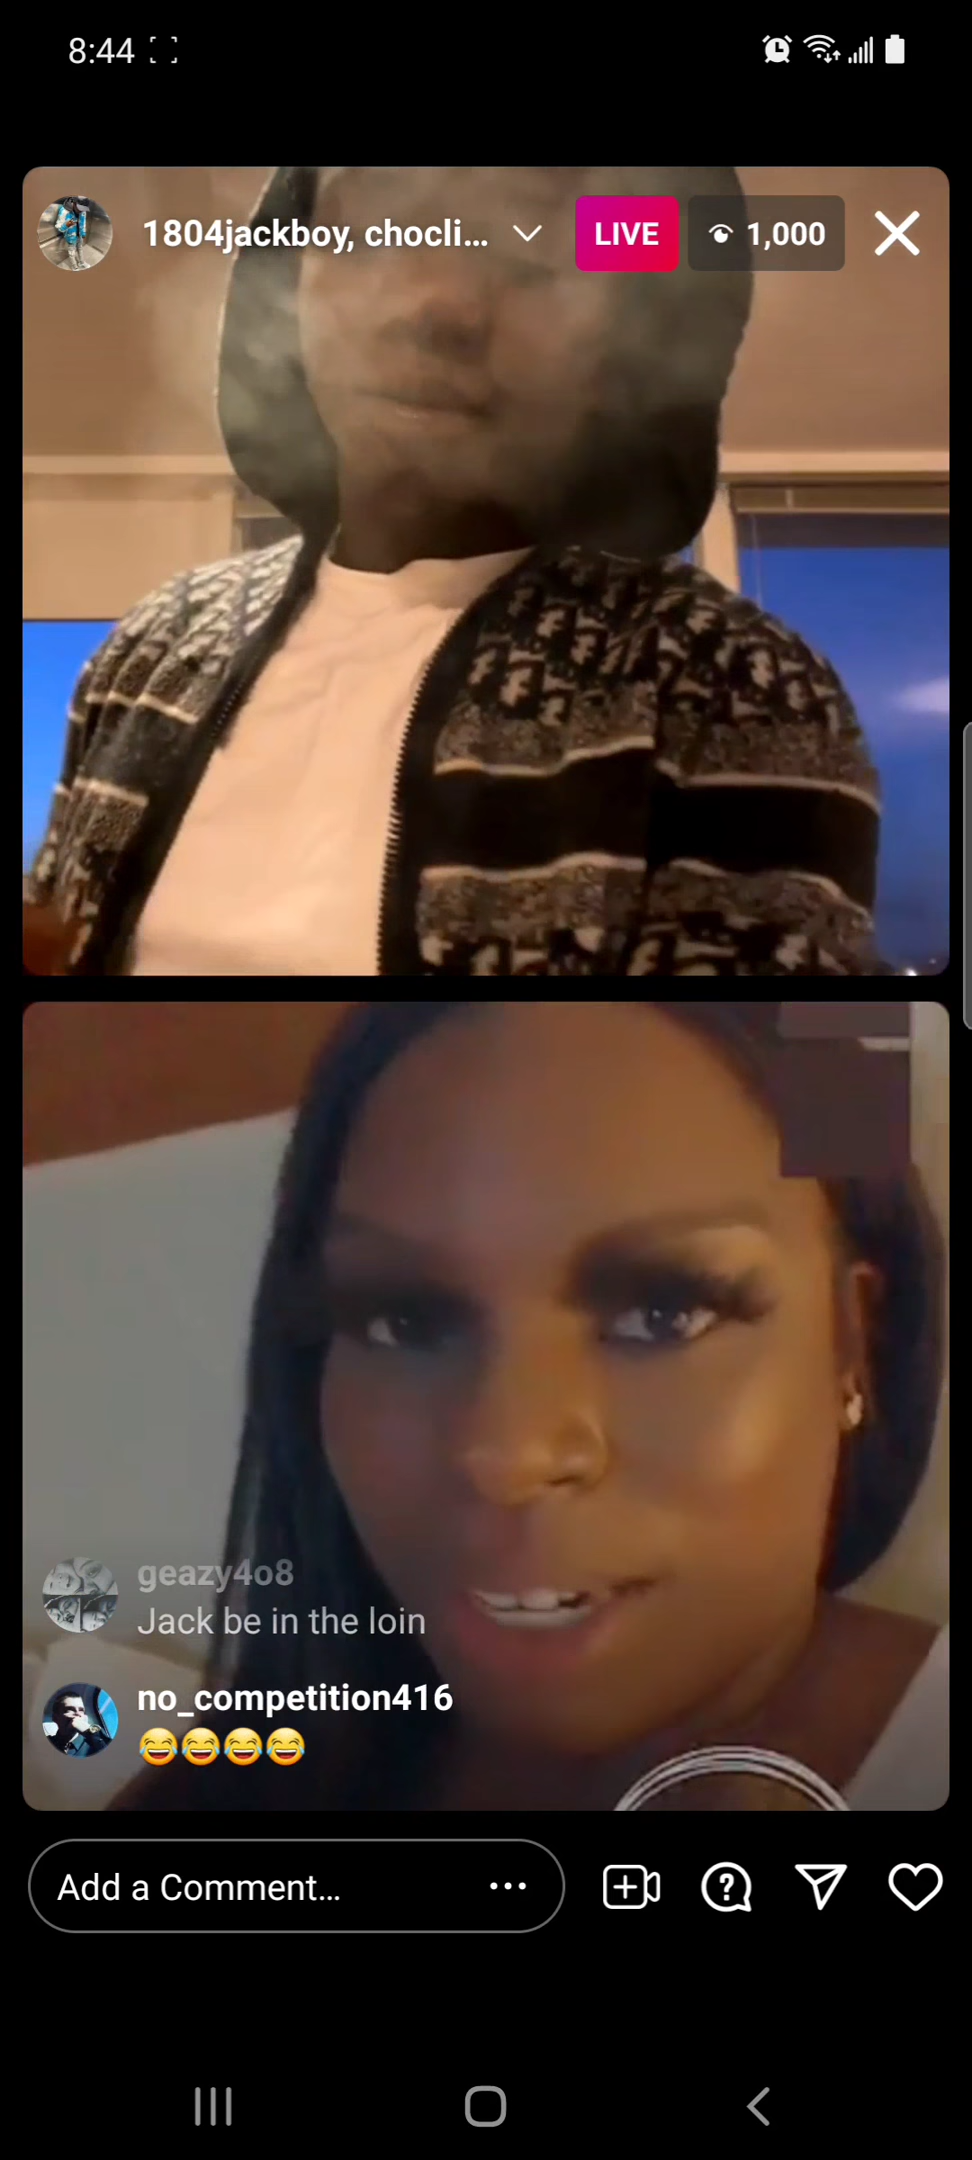 8:44
1804jackboy, chocli...
LIVE
1,000
geazy4o8
Jack be in the loin
no_competition416
😂😂😂😂
Add a Comment...